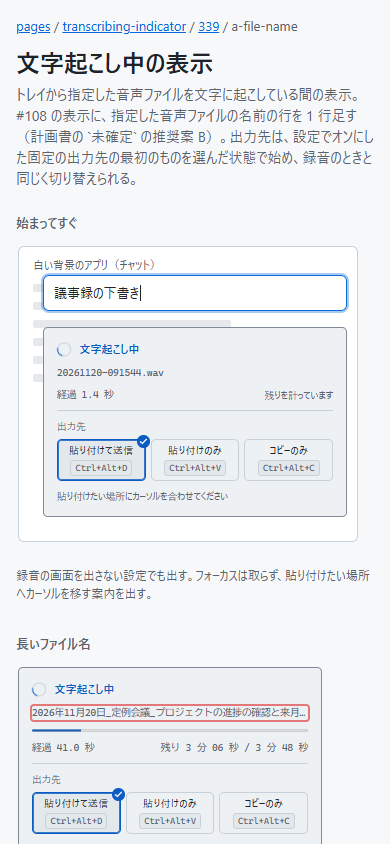 pages / transcribing-indicator / 339 / a-file-name
文字起こし中の表示
トレイから指定した音声ファイルを文字に起こしている間の表示。
#108 の表示に、指定した音声ファイルの名前の行を 1 行足す
（計画書の `未確定` の推奨案 B）。出力先は、設定でオンにし
た固定の出力先の最初のものを選んだ状態で始め、録音のときと
同じく切り替えられる。
始まってすぐ
白い背景のアプリ（チャット）
議事録の下書き
文字起こし中
20261120-091544.wav
経過 1.4 秒
残りを計っています
出力先
貼り付けて送信
Ctrl+Alt+D
貼り付けのみ
Ctrl+Alt+V
コピーのみ
Ctrl+Alt+C
貼り付けたい場所にカーソルを合わせてください
録音の画面を出さない設定でも出す。フォーカスは取らず、貼り付けたい場所
へカーソルを移す案内を出す。
長いファイル名
文字起こし中
2026年11月20日_定例会議_プロジェクトの進捗の確認と来月…
経過 41.0 秒
残り 3 分 06 秒 / 3 分 48 秒
出力先
貼り付けて送信
Ctrl+Alt+D
貼り付けのみ
Ctrl+Alt+V
コピーのみ
Ctrl+Alt+C